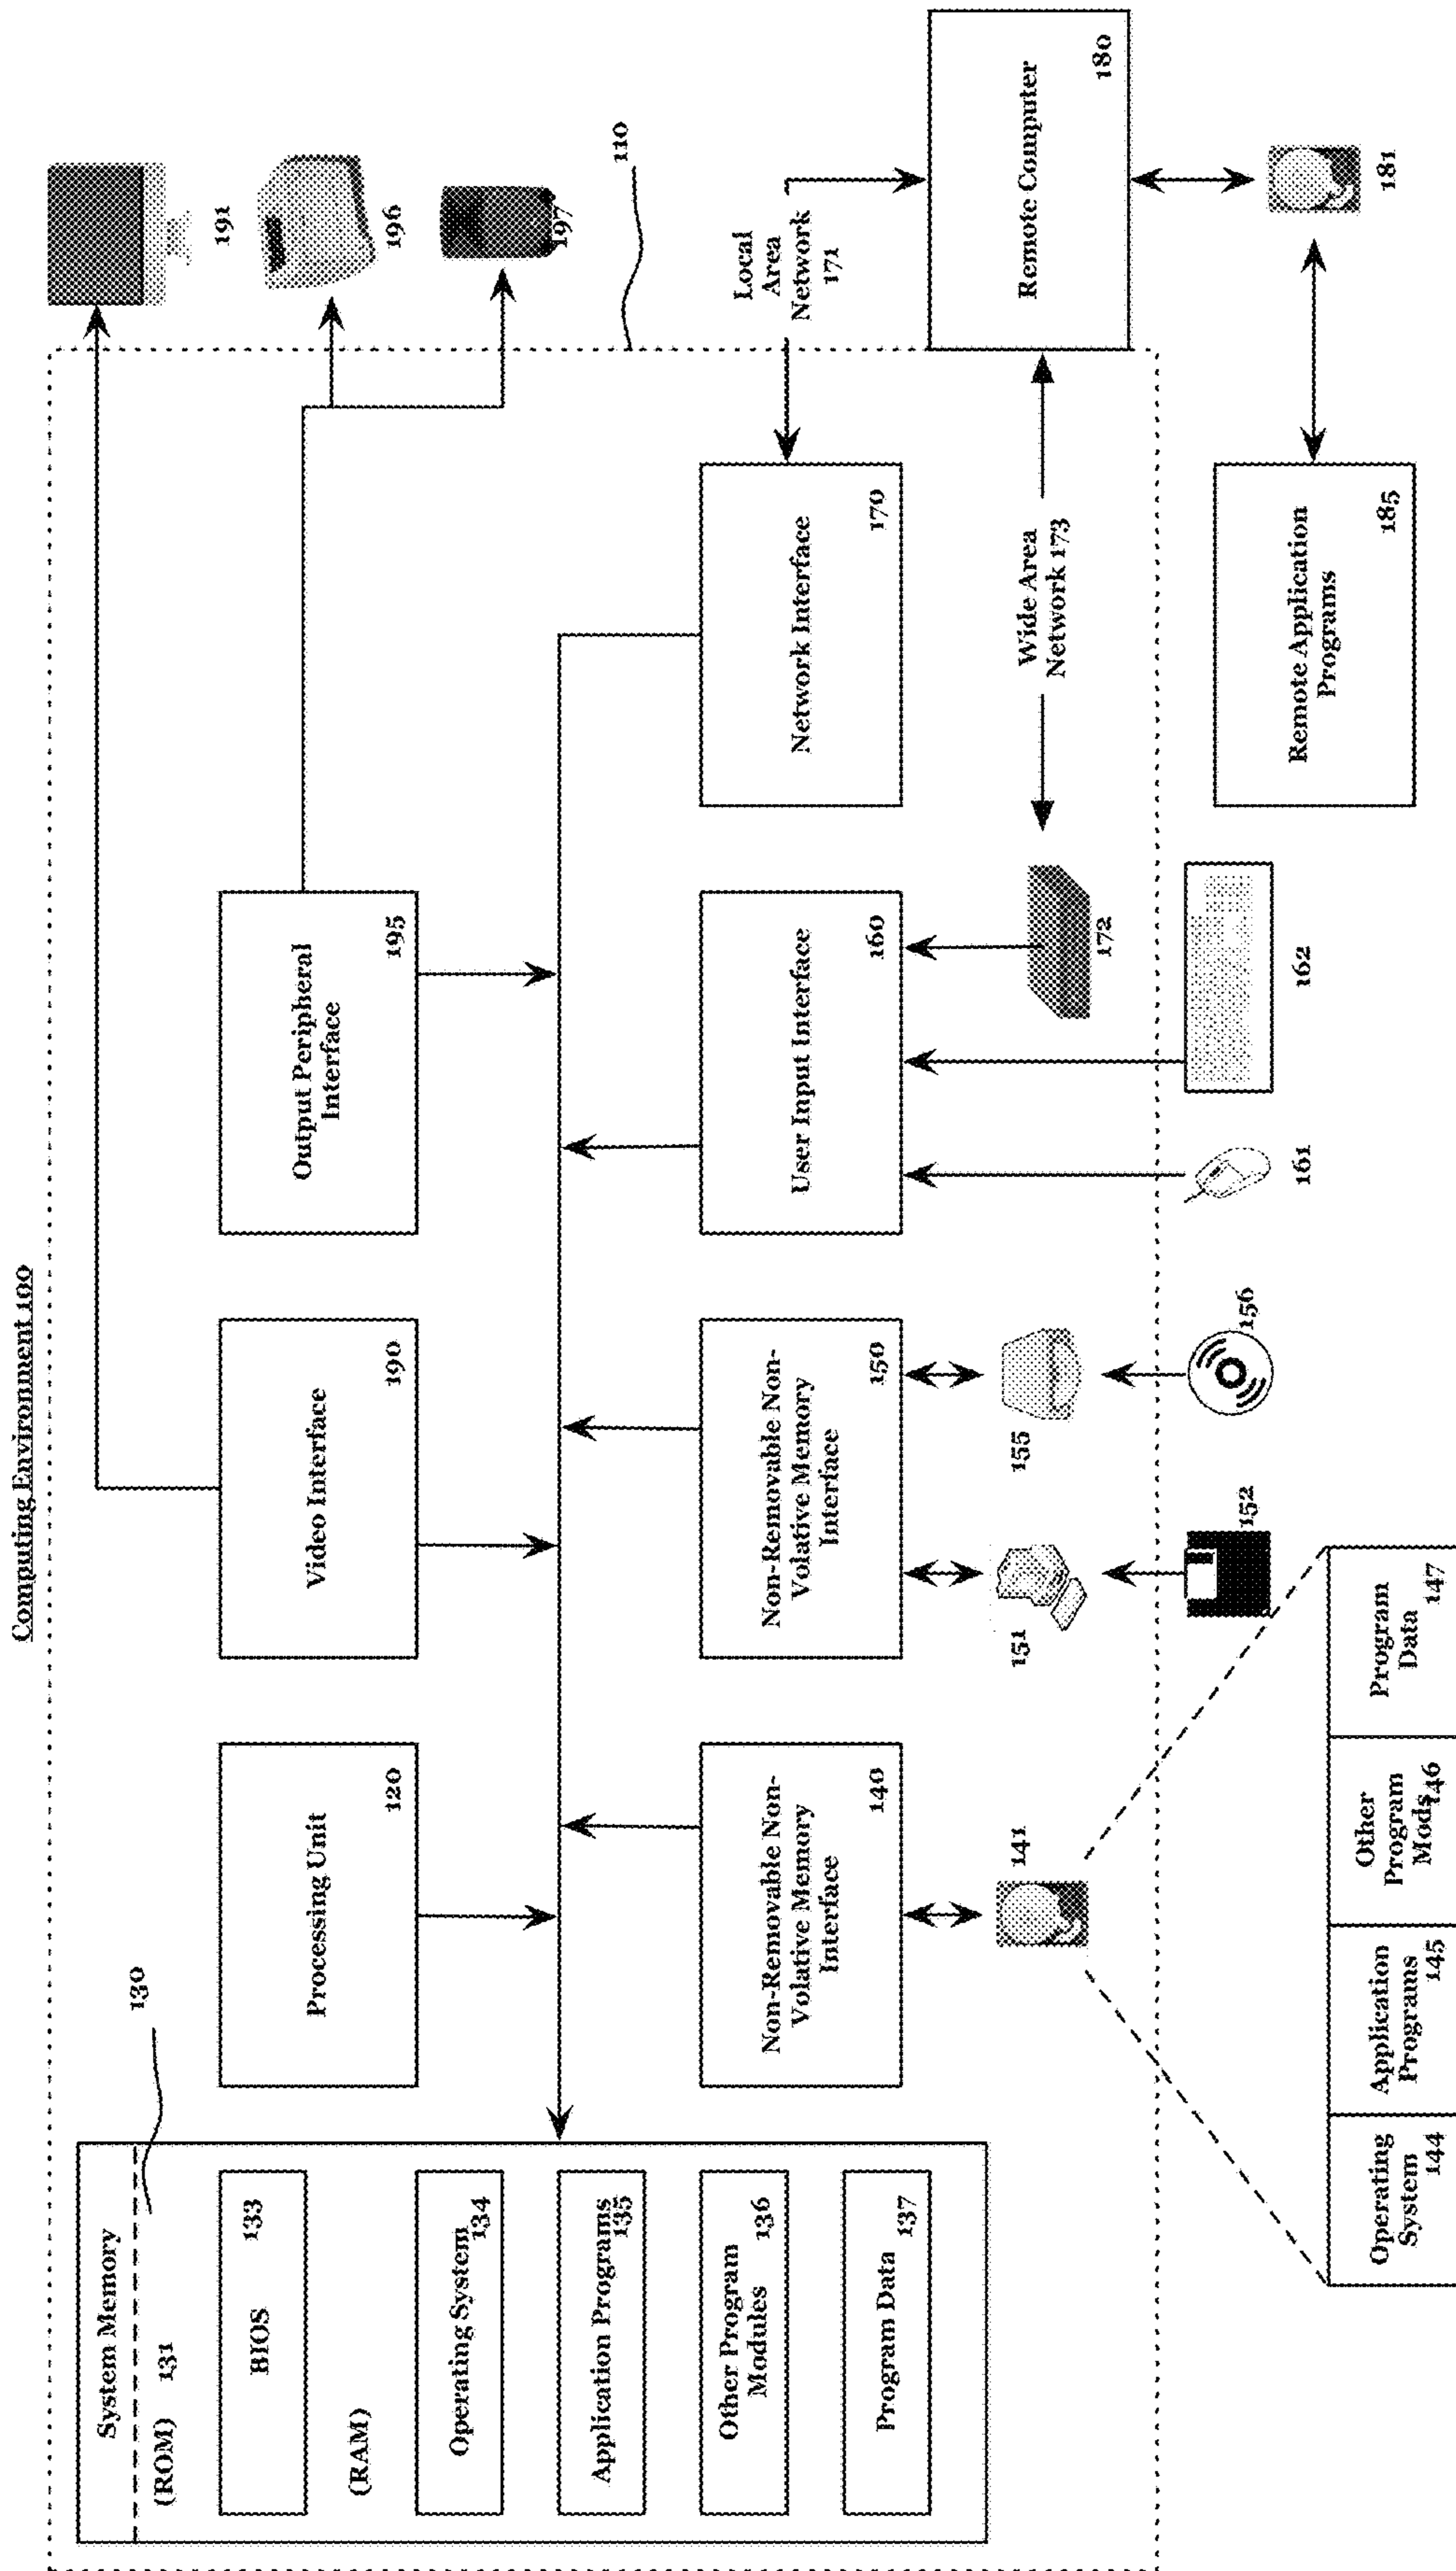 Computing Environment 100
System Memory
130
(ROM) 131
BIOS
133
(RAM)
Operating System
134
Application Programs
135
Other Program
Modules
136
Program Data
137
Processing Unit
120
Video Interface
190
Output Peripheral
Interface
195
191
196
197
110
Non-Removable Non-
Volative Memory
Interface
140
Non-Removable Non-
Volative Memory
Interface
150
User Input Interface
160
Network Interface
170
Local
Area
Network
171
141
151
155
172
Wide Area
Network 173
Remote Computer
180
152
156
161
162
181
Remote Application
Programs
185
Operating
System
144
Application
Programs
145
Other
Program
Mods
146
Program
Data
147